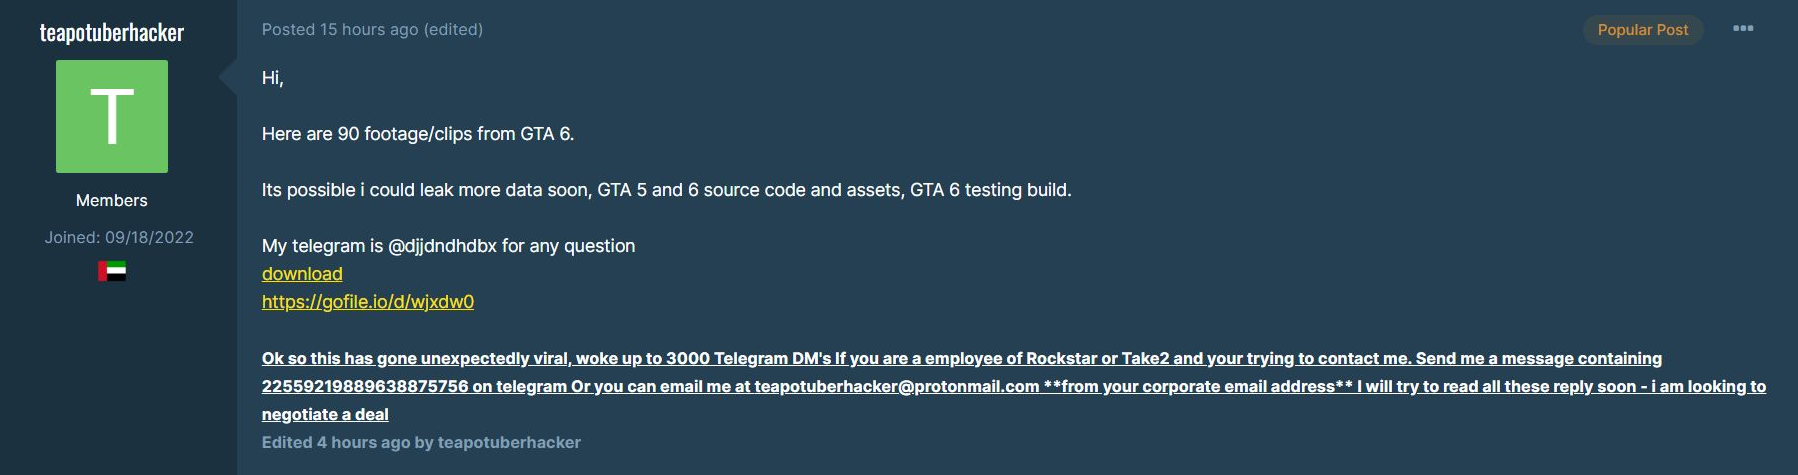 teapotuberhacker
T
Members
Joined: 09/18/2022
Posted 15 hours ago (edited)
Popular Post
Hi,
Here are 90 footage/clips from GTA 6.
Its possible i could leak more data soon, GTA 5 and 6 source code and assets, GTA 6 testing build.
My telegram is @djjdndhdbx for any question
download
https://gofile.io/d/wjxdw0
Ok so this has gone unexpectedly viral, woke up to 3000 Telegram DM's If you are a employee of Rockstar or Take2 and your trying to contact me. Send me a message containing
22559219889638875756 on telegram Or you can email me at teapotuberhacker@protonmail.com **from your corporate email address** I will try to read all these reply soon - i am looking to
negotiate a deal
Edited 4 hours ago by teapotuberhacker